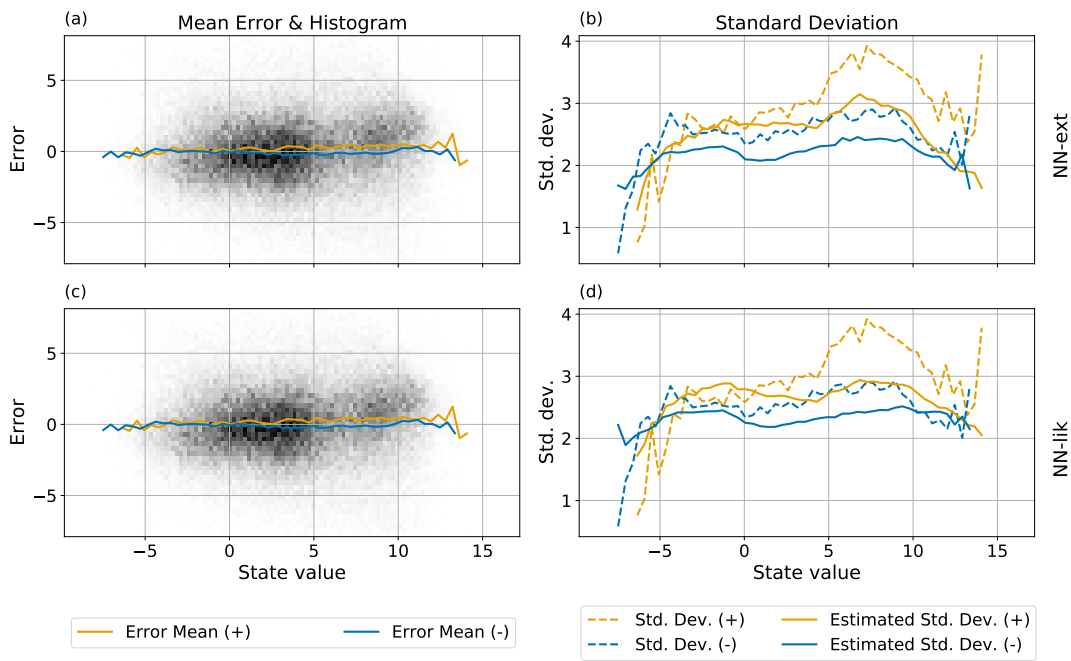 (a) Mean Error & Histogram
(b) Standard Deviation
5
0
−5
Error
4
3
2
1
Std. dev.
NN-ext
(c)
(d)
5
0
−5
Error
−5 0 5 10 15
State value
4
3
2
1
Std. dev.
−5 0 5 10 15
State value
NN-lik
Error Mean (+) Error Mean (-)
Std. Dev. (+) Estimated Std. Dev. (+)
Std. Dev. (-) Estimated Std. Dev. (-)